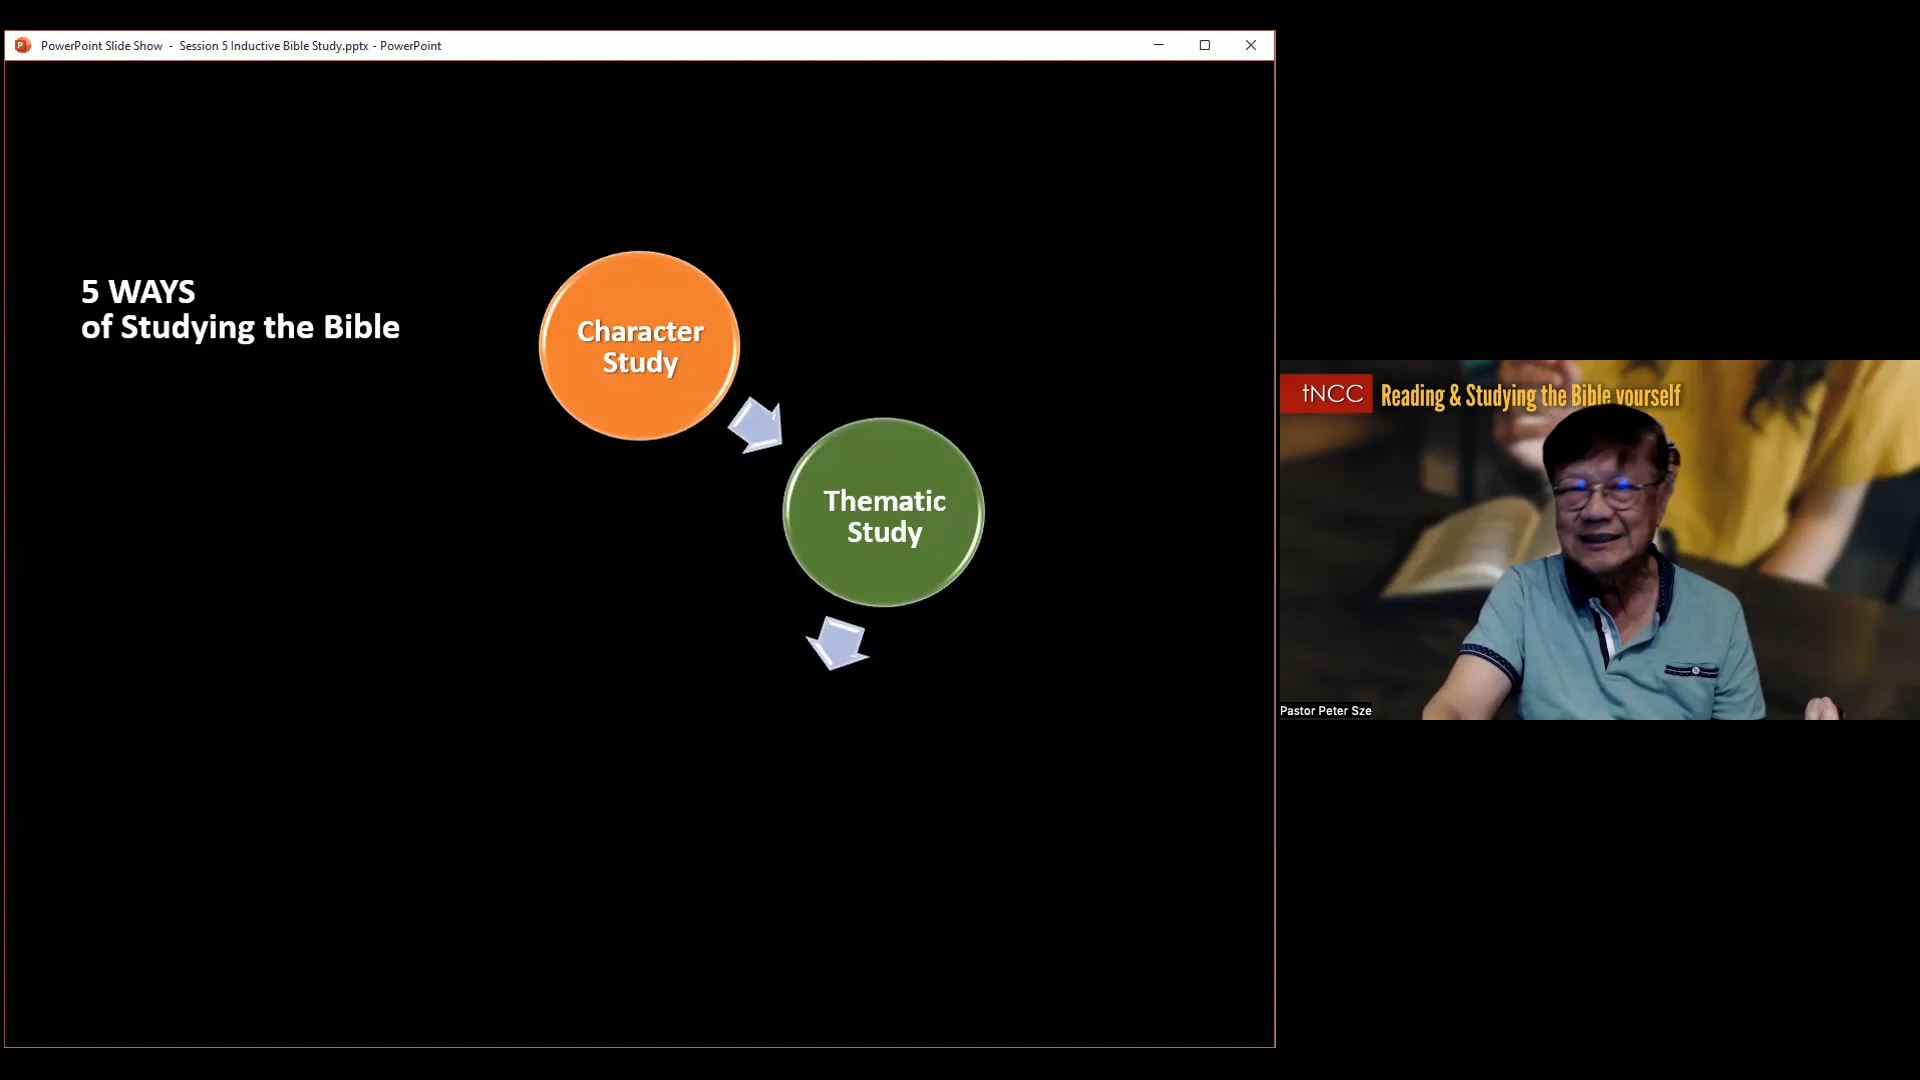 PowerPoint Slide Show  -  Session 5 Inductive Bible Study.pptx - PowerPoint
5 WAYS
of Studying the Bible
Character
Study
Thematic
Study
tNCC Reading & Studying the Bible yourself
Pastor Peter Sze